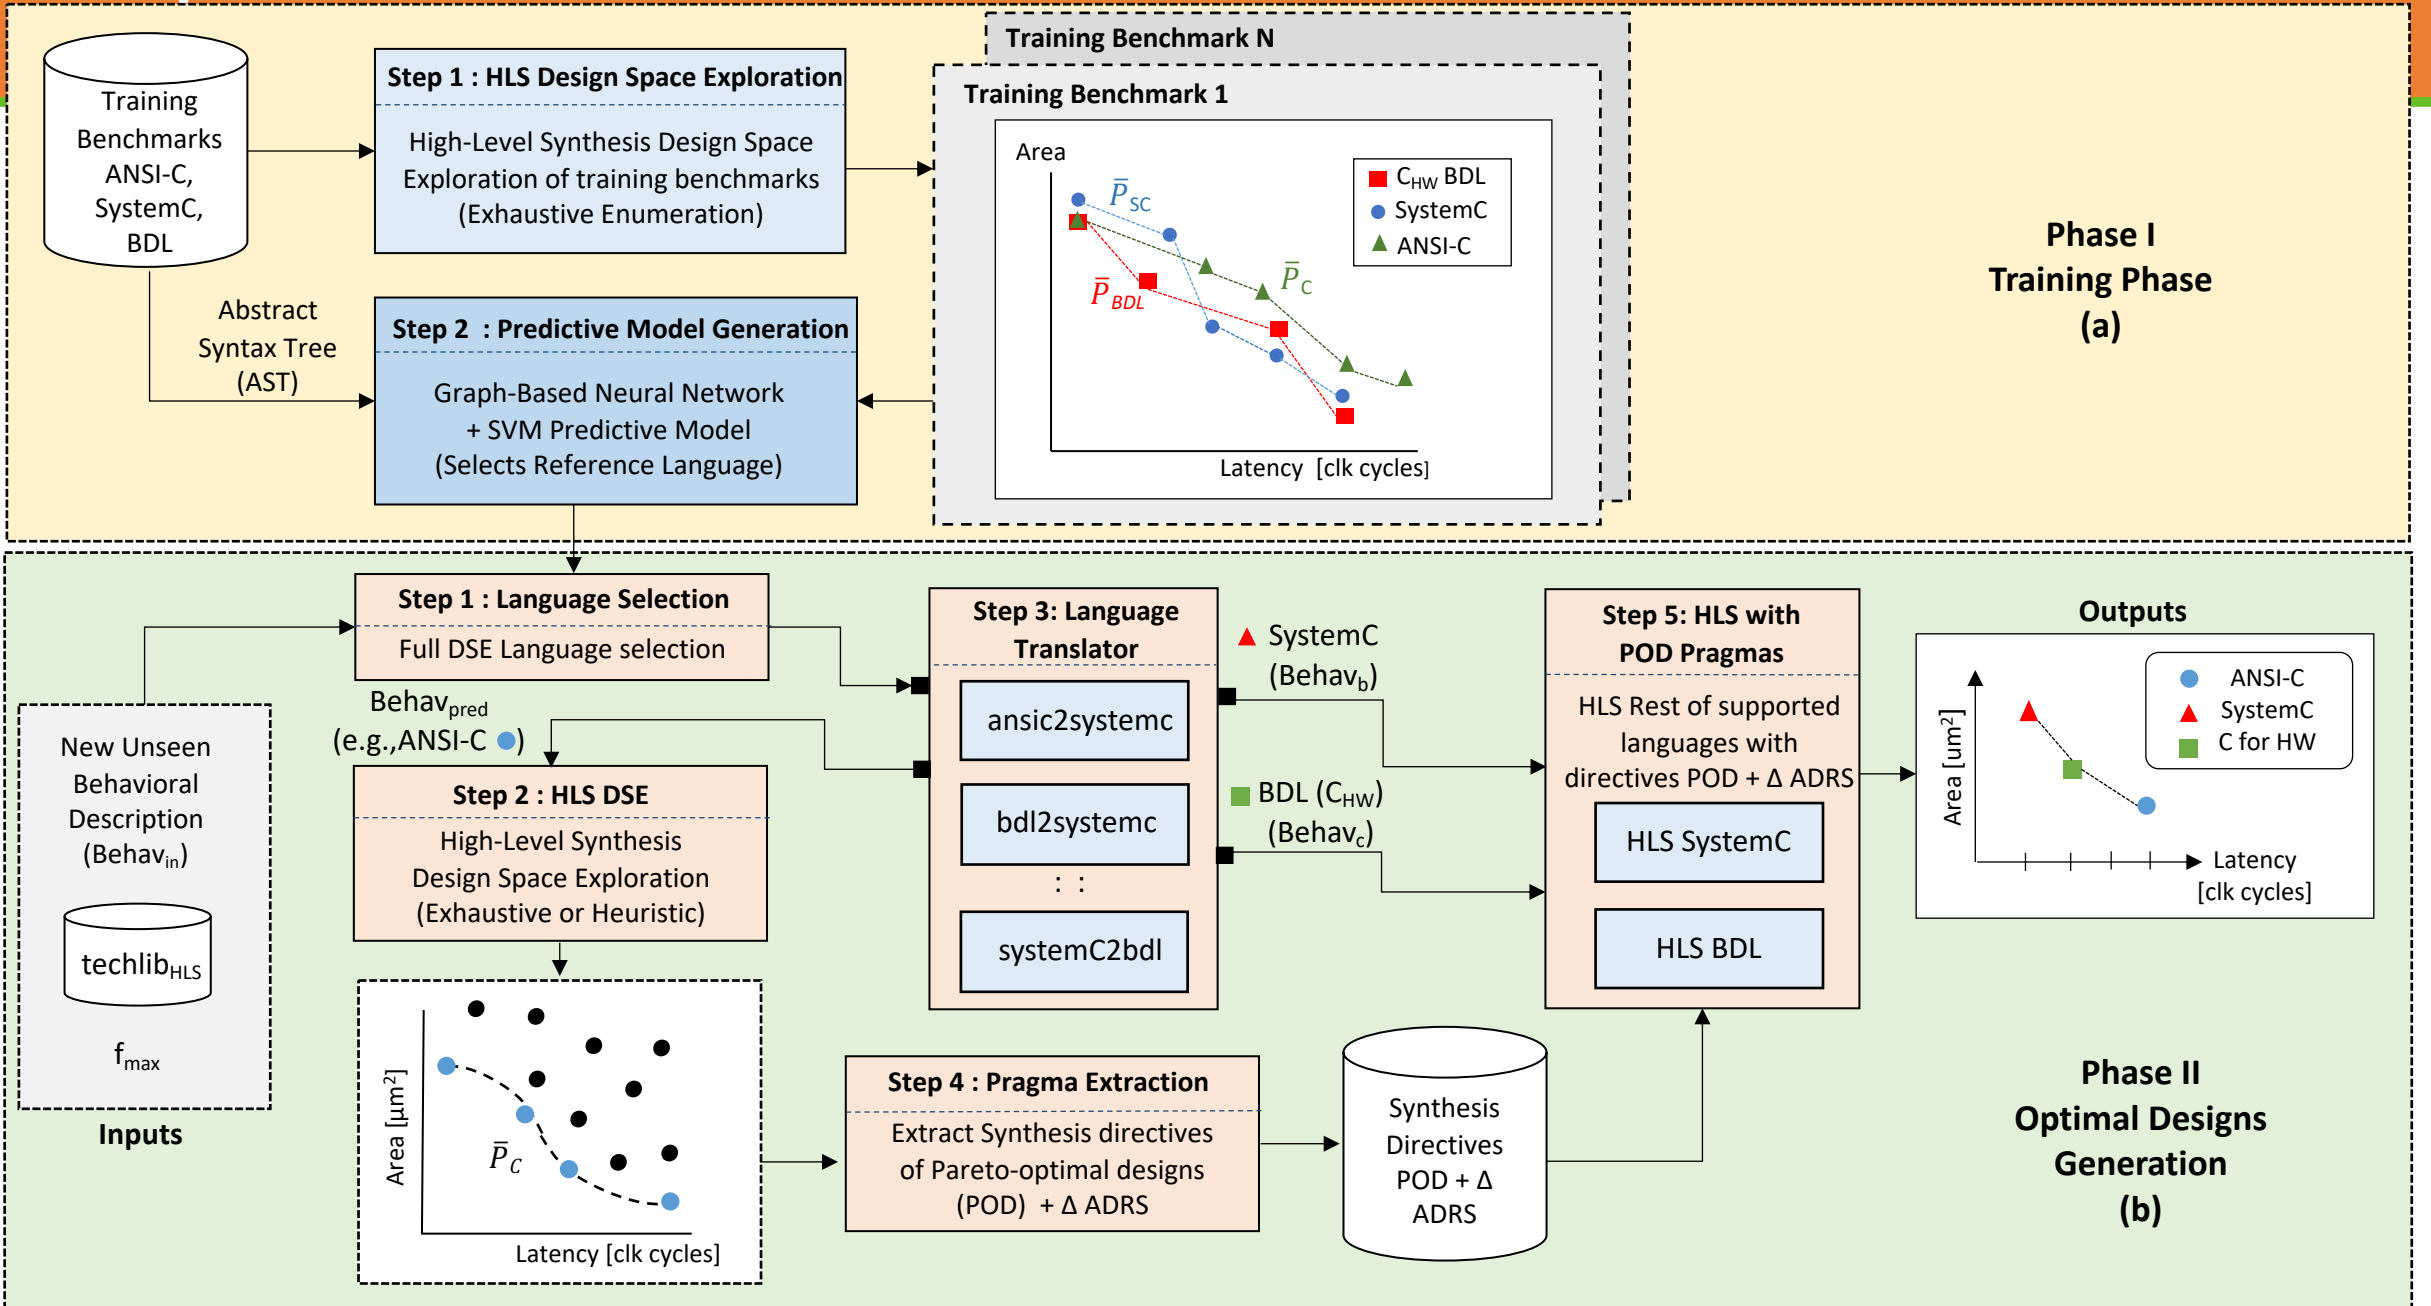 Training
Benchmarks
ANSI-C,
SystemC,
BDL
Step 1 : HLS Design Space Exploration
High-Level Synthesis Design Space
Exploration of training benchmarks
(Exhaustive Enumeration)
Abstract
Syntax Tree
(AST)
Step 2 : Predictive Model Generation
Graph-Based Neural Network
+ SVM Predictive Model
(Selects Reference Language)
Training Benchmark N
Training Benchmark 1
Area
P̅SC
P̅BDL
P̅C
CHW BDL
SystemC
ANSI-C
Latency [clk cycles]
Phase I
Training Phase
(a)
New Unseen
Behavioral
Description
(Behavin)
techlibHLS
fmax
Inputs
Step 1 : Language Selection
Full DSE Language selection
Behavpred
(e.g.,ANSI-C )
Step 2 : HLS DSE
High-Level Synthesis
Design Space Exploration
(Exhaustive or Heuristic)
Area [µm²]
P̅C
Latency [clk cycles]
Step 3: Language
Translator
ansic2systemc
bdl2systemc
: :
systemC2bdl
SystemC
(Behavb)
BDL (CHW)
(Behavc)
Step 4 : Pragma Extraction
Extract Synthesis directives
of Pareto-optimal designs
(POD) + Δ ADRS
Synthesis
Directives
POD + Δ
ADRS
Step 5: HLS with
POD Pragmas
HLS Rest of supported
languages with
directives POD + Δ ADRS
HLS SystemC
HLS BDL
Outputs
Area [um²]
ANSI-C
SystemC
C for HW
Latency
[clk cycles]
Phase II
Optimal Designs
Generation
(b)